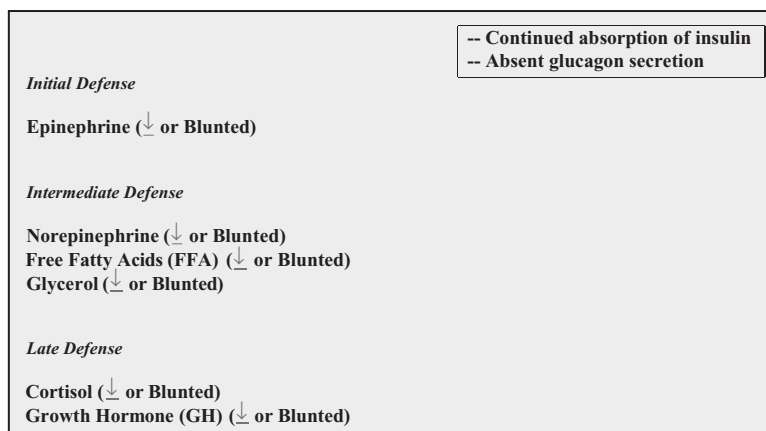 -- Continued absorption of insulin
-- Absent glucagon secretion
Initial Defense
Epinephrine (↓ or Blunted)
Intermediate Defense
Norepinephrine (↓ or Blunted)
Free Fatty Acids (FFA) (↓ or Blunted)
Glycerol (↓ or Blunted)
Late Defense
Cortisol (↓ or Blunted)
Growth Hormone (GH) (↓ or Blunted)